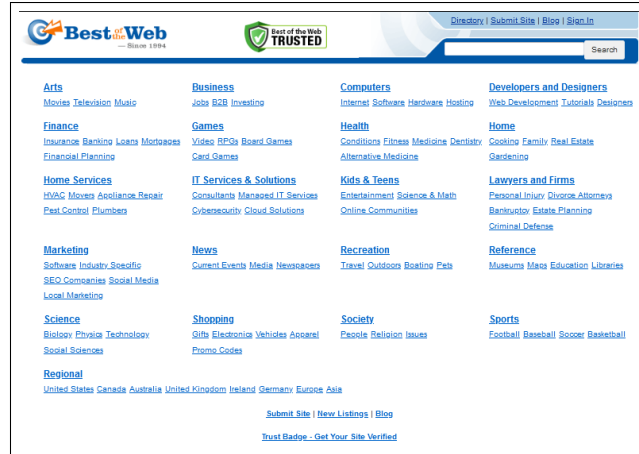 Directory | Submit Site | Blog | Sign In
Best of the Web
— Since 1994
Best of the Web
TRUSTED
Search
Arts
Movies Television Music
Business
Jobs B2B Investing
Computers
Internet Software Hardware Hosting
Developers and Designers
Web Development Tutorials Designers
Finance
Insurance Banking Loans Mortgages
Financial Planning
Games
Video RPGs Board Games
Card Games
Health
Conditions Fitness Medicine Dentistry
Alternative Medicine
Home
Cooking Family Real Estate
Gardening
Home Services
HVAC Movers Appliance Repair
Pest Control Plumbers
IT Services & Solutions
Consultants Managed IT Services
Cybersecurity Cloud Solutions
Kids & Teens
Entertainment Science & Math
Online Communities
Lawyers and Firms
Personal Injury Divorce Attorneys
Bankruptcy Estate Planning
Criminal Defense
Marketing
Software Industry Specific
SEO Companies Social Media
Local Marketing
News
Current Events Media Newspapers
Recreation
Travel Outdoors Boating Pets
Reference
Museums Maps Education Libraries
Science
Biology Physics Technology
Social Sciences
Shopping
Gifts Electronics Vehicles Apparel
Promo Codes
Society
People Religion Issues
Sports
Football Baseball Soccer Basketball
Regional
United States Canada Australia United Kingdom Ireland Germany Europe Asia
Submit Site | New Listings | Blog
Trust Badge - Get Your Site Verified